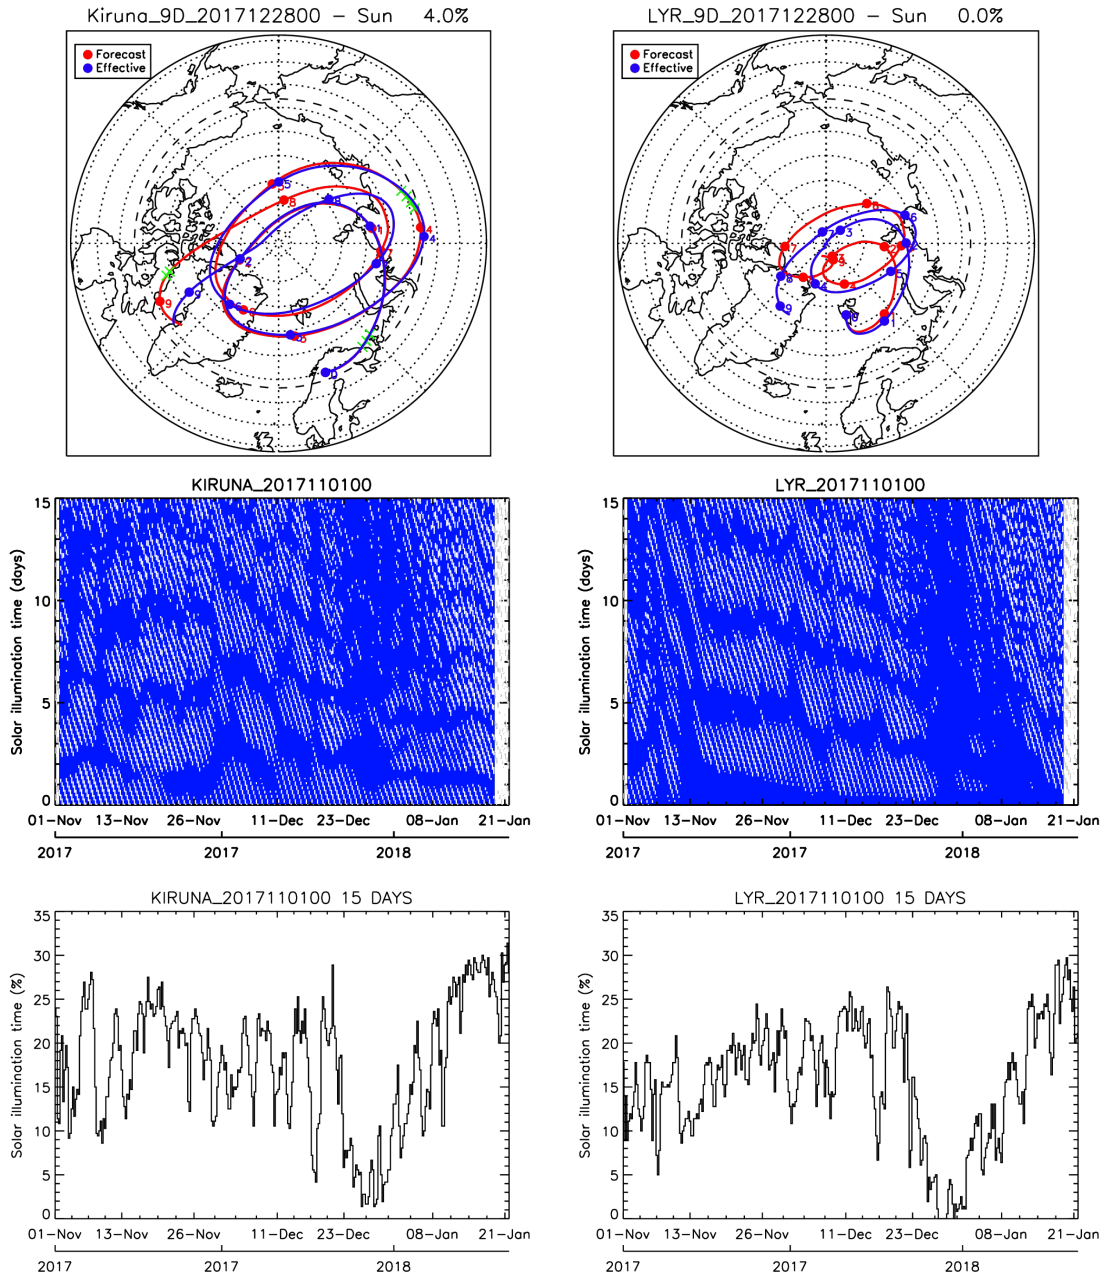 Kiruna_9D_2017122800 - Sun 4.0%
Forecast
Effective
LYR_9D_2017122800 - Sun 0.0%
Forecast
Effective
KIRUNA_2017110100
Solar illumination time (days)
15
10
5
0
01-Nov 13-Nov 26-Nov 11-Dec 23-Dec 08-Jan 21-Jan
2017 2017 2018
LYR_2017110100
Solar illumination time (days)
15
10
5
0
01-Nov 13-Nov 26-Nov 11-Dec 23-Dec 08-Jan 21-Jan
2017 2017 2018
KIRUNA_2017110100 15 DAYS
Solar illumination time (%)
35
30
25
20
15
10
5
0
01-Nov 13-Nov 26-Nov 11-Dec 23-Dec 08-Jan 21-Jan
2017 2017 2018
LYR_2017110100 15 DAYS
Solar illumination time (%)
35
30
25
20
15
10
5
0
01-Nov 13-Nov 26-Nov 11-Dec 23-Dec 08-Jan 21-Jan
2017 2017 2018